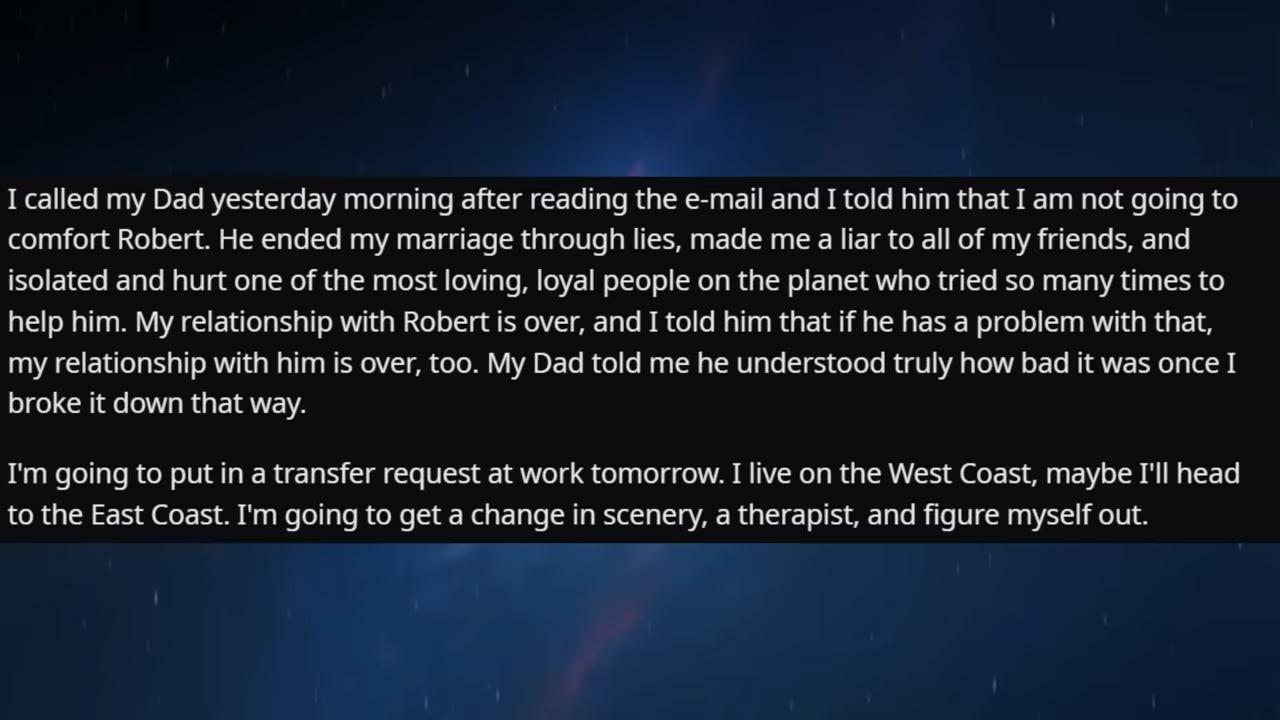 I called my Dad yesterday morning after reading the e-mail and I told him that I am not going to
comfort Robert. He ended my marriage through lies, made me a liar to all of my friends, and
isolated and hurt one of the most loving, loyal people on the planet who tried so many times to
help him. My relationship with Robert is over, and I told him that if he has a problem with that,
my relationship with him is over, too. My Dad told me he understood truly how bad it was once I
broke it down that way.
I'm going to put in a transfer request at work tomorrow. I live on the West Coast, maybe I'll head
to the East Coast. I'm going to get a change in scenery, a therapist, and figure myself out.